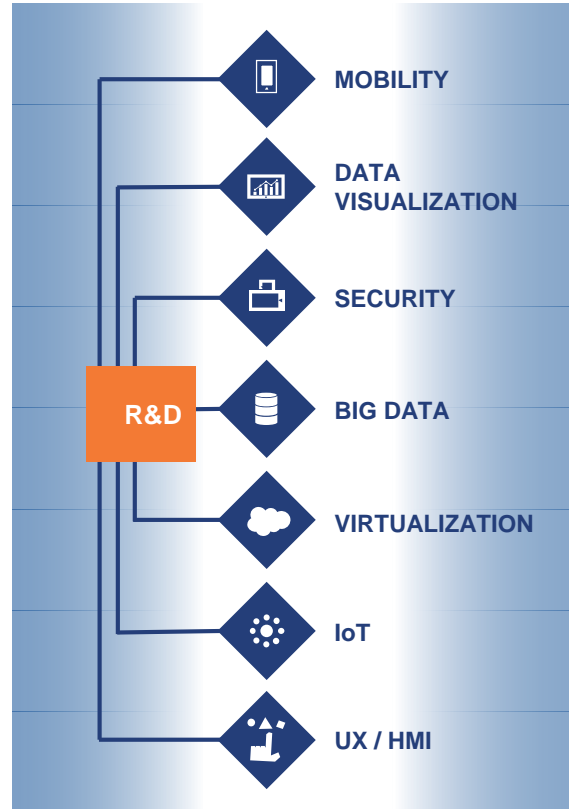 MOBILITY
DATA
VISUALIZATION
SECURITY
R&D
BIG DATA
VIRTUALIZATION
IoT
UX / HMI